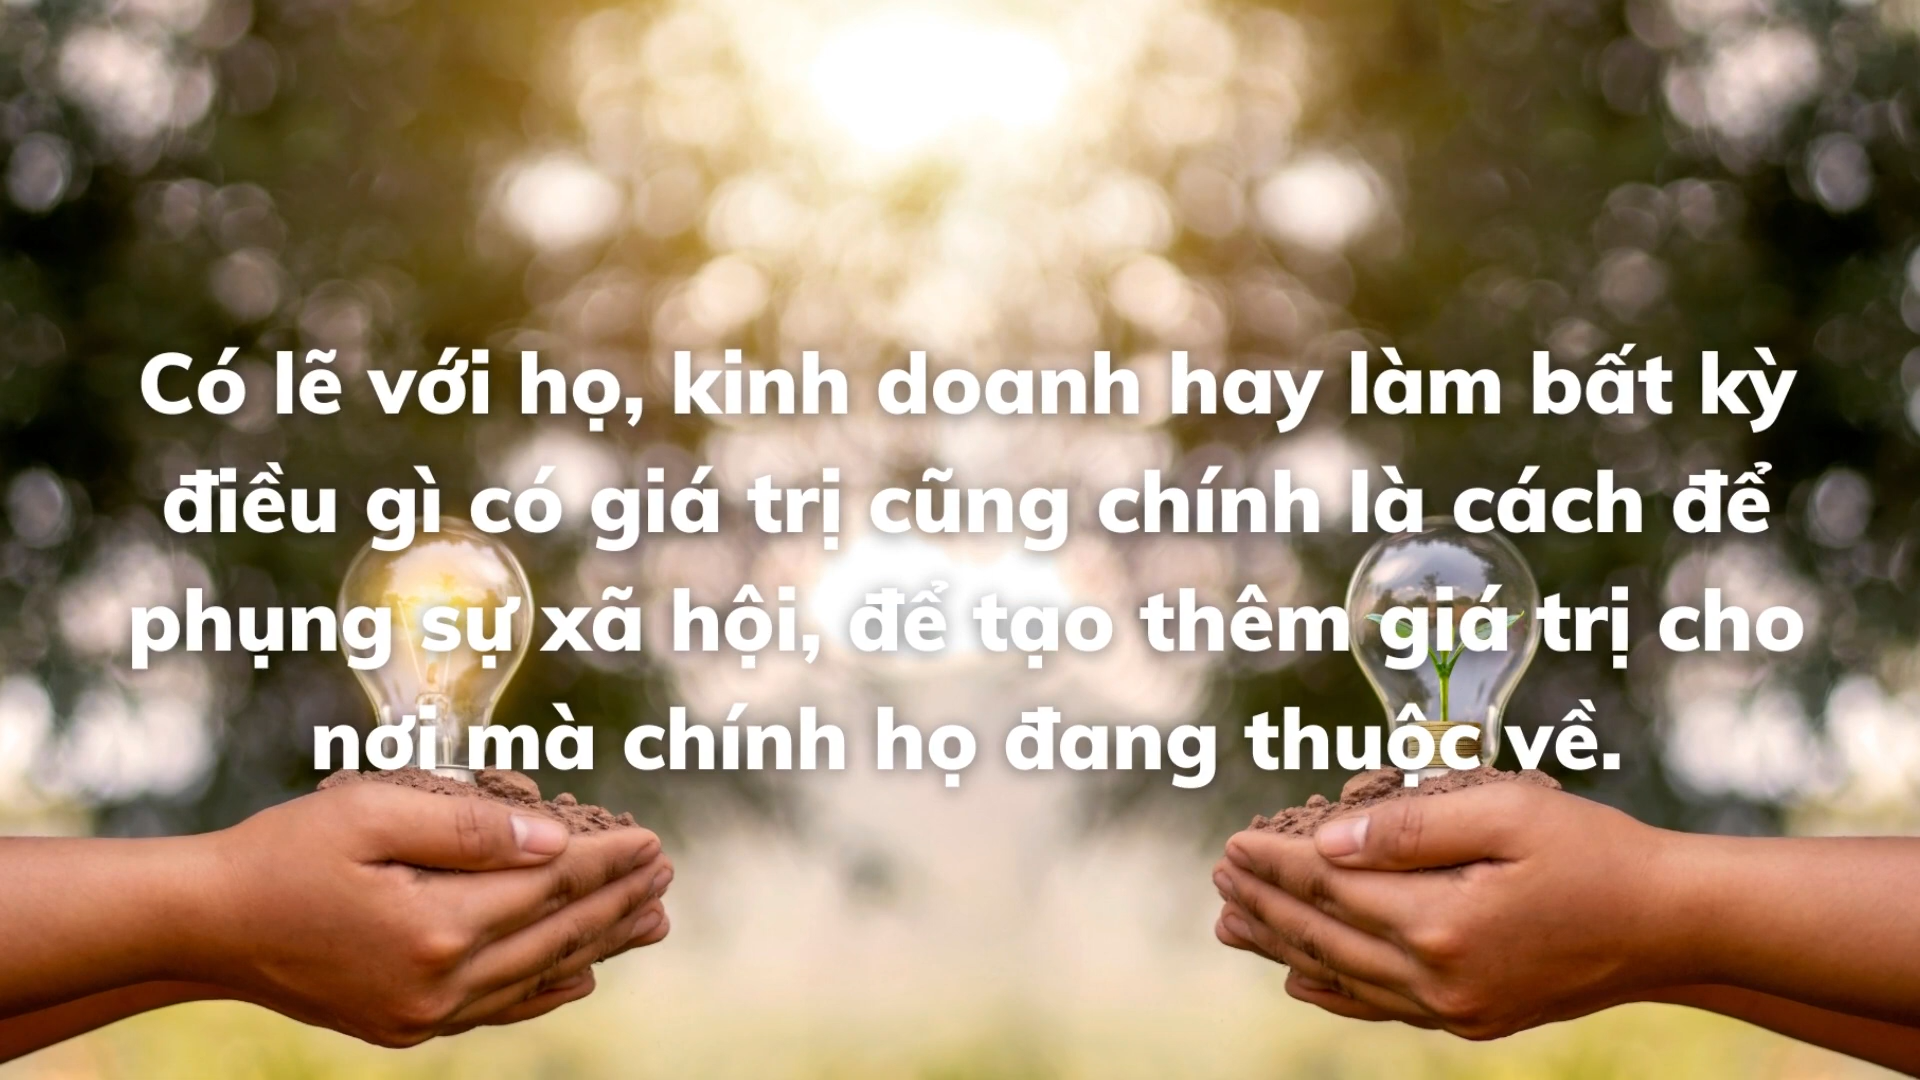 Có lẽ với họ, kinh doanh hay làm bất kỳ
điều gì có giá trị cũng chính là cách để
phụng sự xã hội, để tạo thêm giá trị cho
nơi mà chính họ đang thuộc về.